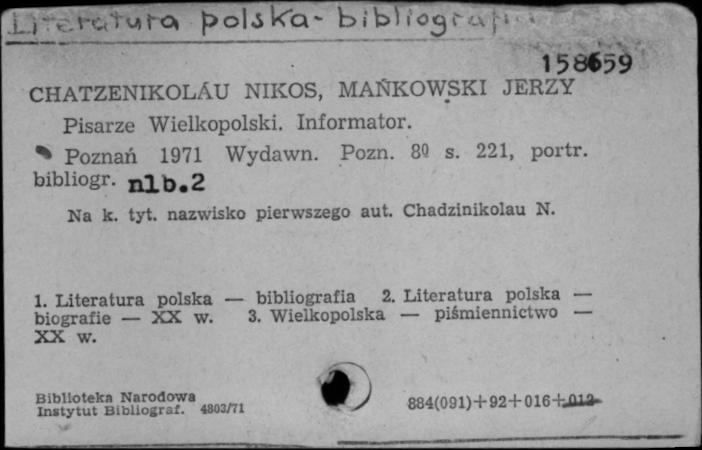 Literatura polska - bibliografia
158659
CHATZENIKOLÁU NIKOS, MAŃKOWSKI JERZY
Pisarze Wielkopolski. Informator.
Poznań 1971 Wydawn. Pozn. 8º s. 221, portr.
bibliogr. nlb.2
Na k. tyt. nazwisko pierwszego aut. Chadzinikolau N.
1. Literatura polska — bibliografia 2. Literatura polska —
biografie — XX w. 3. Wielkopolska — piśmiennictwo —
XX w.
Biblioteka Narodowa
Instytut Bibliograf. 4803/71
884(091)+92+016+012